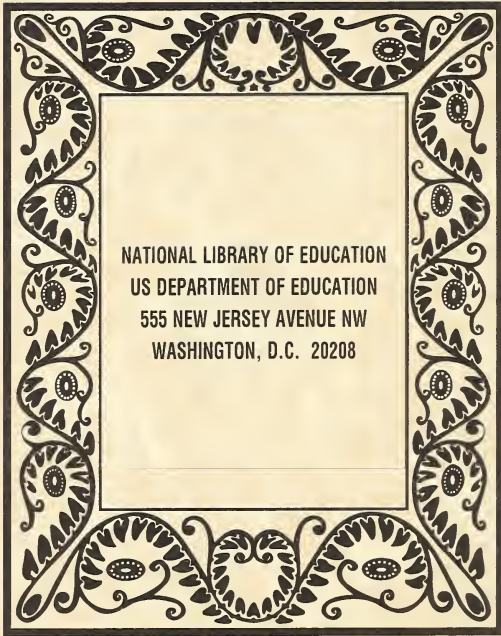 NATIONAL LIBRARY OF EDUCATION
US DEPARTMENT OF EDUCATION
555 NEW JERSEY AVENUE NW
WASHINGTON, D.C. 20208